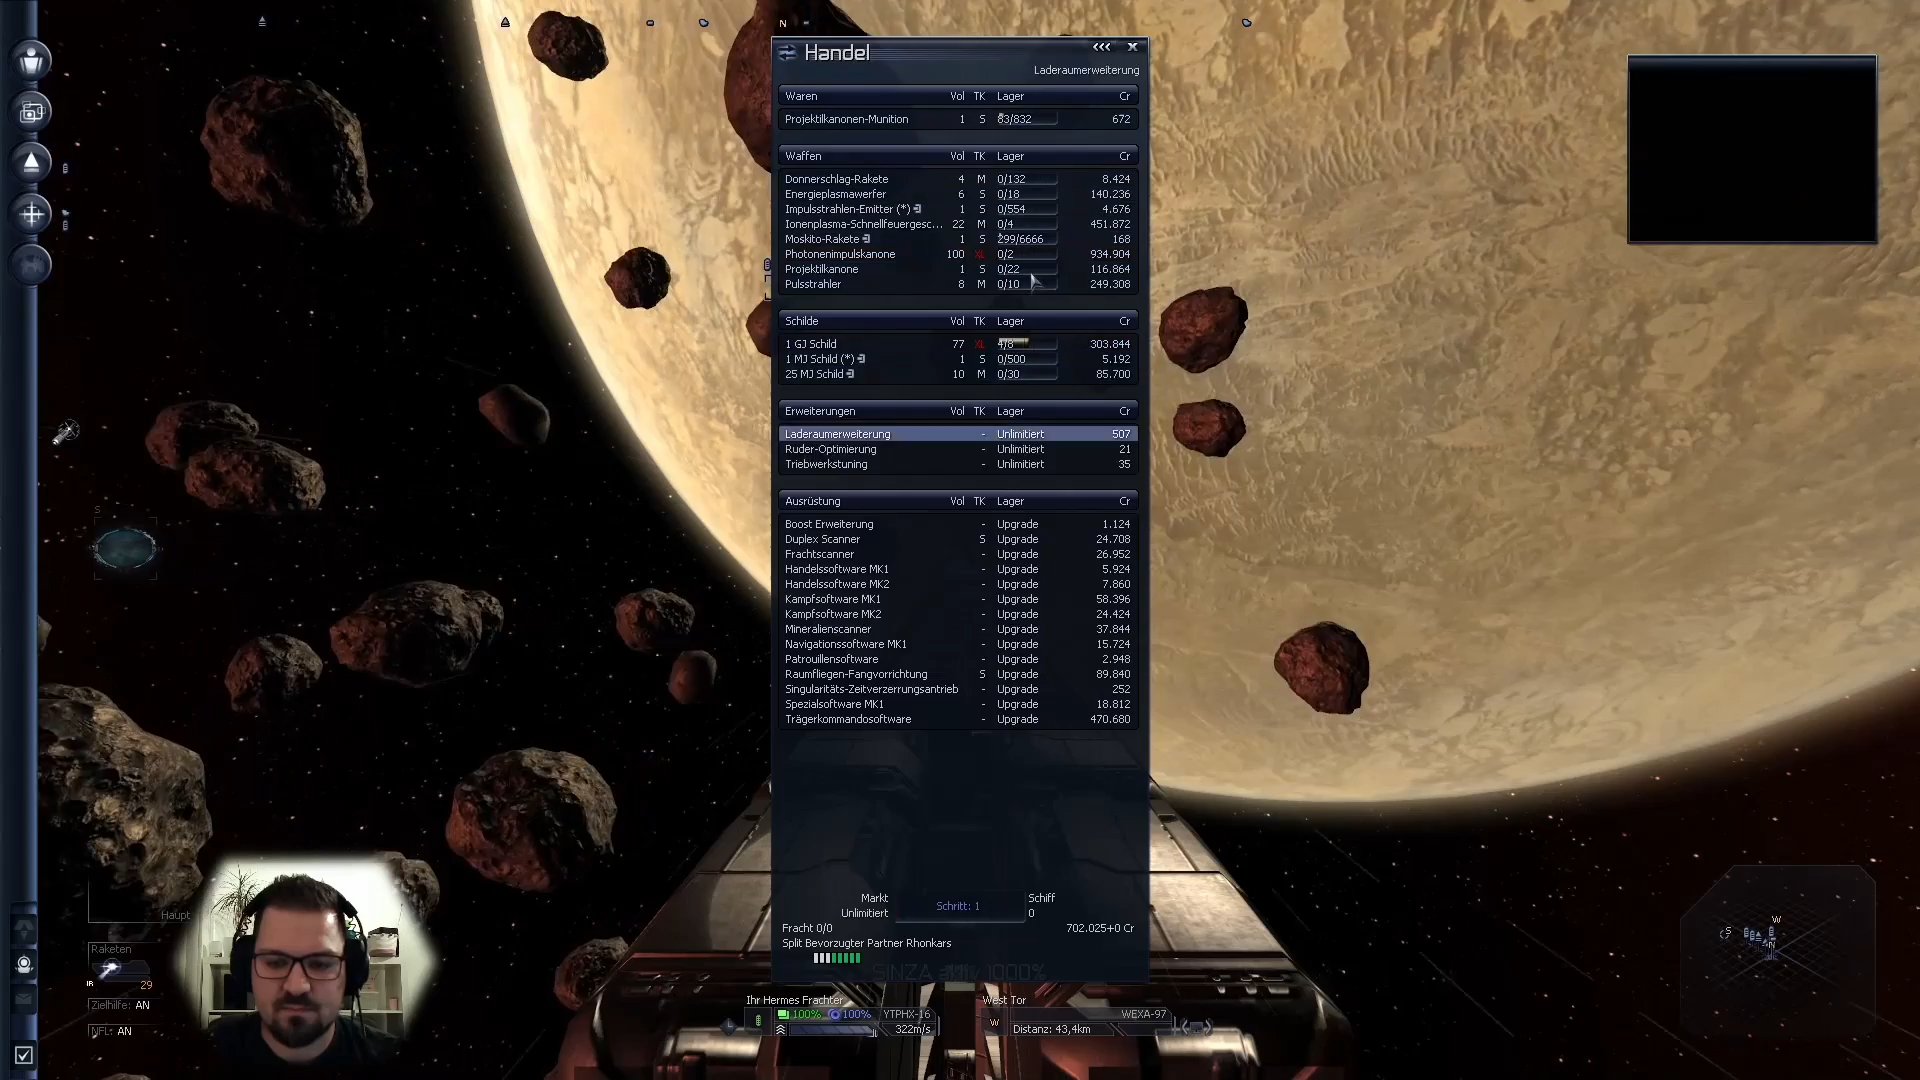 N
Handel
Laderaumerweiterung
Waren Vol TK Lager Cr
Projektilkanonen-Munition 1 S 83/832 672
Waffen Vol TK Lager Cr
Donnerschlag-Rakete 4 M 0/132 8.424
Energieplasmawerfer 6 S 0/18 140.236
Impulsstrahlen-Emitter (*) 1 S 0/554 4.676
Ionenplasma-Schnellfeuergesc... 22 M 0/4 451.872
Moskito-Rakete 1 S 299/6666 168
Photonenimpulskanone 100 XL 0/2 934.904
Projektilkanone 1 S 0/22 116.864
Pulsstrahler 8 M 0/10 249.308
Schilde Vol TK Lager Cr
1 GJ Schild 77 XL 4/8 303.844
1 MJ Schild (*) 1 S 0/500 5.192
25 MJ Schild 10 M 0/30 85.700
Erweiterungen Vol TK Lager Cr
Laderaumerweiterung - Unlimitiert 507
Ruder-Optimierung - Unlimitiert 21
Triebwerkstuning - Unlimitiert 35
Ausrüstung Vol TK Lager Cr
Boost Erweiterung - Upgrade 1.124
Duplex Scanner S Upgrade 24.708
Frachtscanner - Upgrade 26.952
Handelssoftware MK1 - Upgrade 5.924
Handelssoftware MK2 - Upgrade 7.860
Kampfsoftware MK1 - Upgrade 58.396
Kampfsoftware MK2 - Upgrade 24.424
Mineralienscanner - Upgrade 37.844
Navigationssoftware MK1 - Upgrade 15.724
Patrouillensoftware - Upgrade 2.948
Raumfliegen-Fangvorrichtung S Upgrade 89.840
Singularitäts-Zeitverzerrungsantrieb - Upgrade 252
Spezialsoftware MK1 - Upgrade 18.812
Trägerkommandosoftware - Upgrade 470.680
Markt Schritt: 1 Schiff
Unlimitiert 0
Fracht 0/0 702.025+0 Cr
Split Bevorzugter Partner Rhonkars
SINZA aktiv 1000%
S
Haupt
Raketen
IR 29
Zielhilfe: AN
NFL: AN
Ihr Hermes Frachter
100% 100% YTPHX-16
322m/s
West Tor
W WEXA-97
Distanz: 43,4km
W
S
N